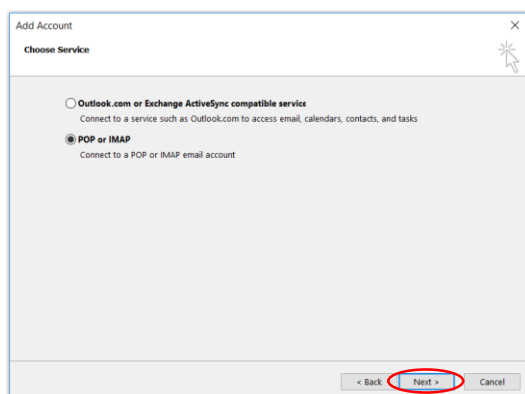 Add Account
Choose Service
Outlook.com or Exchange ActiveSync compatible service
Connect to a service such as Outlook.com to access email, calendars, contacts, and tasks
POP or IMAP
Connect to a POP or IMAP email account
< Back Next > Cancel